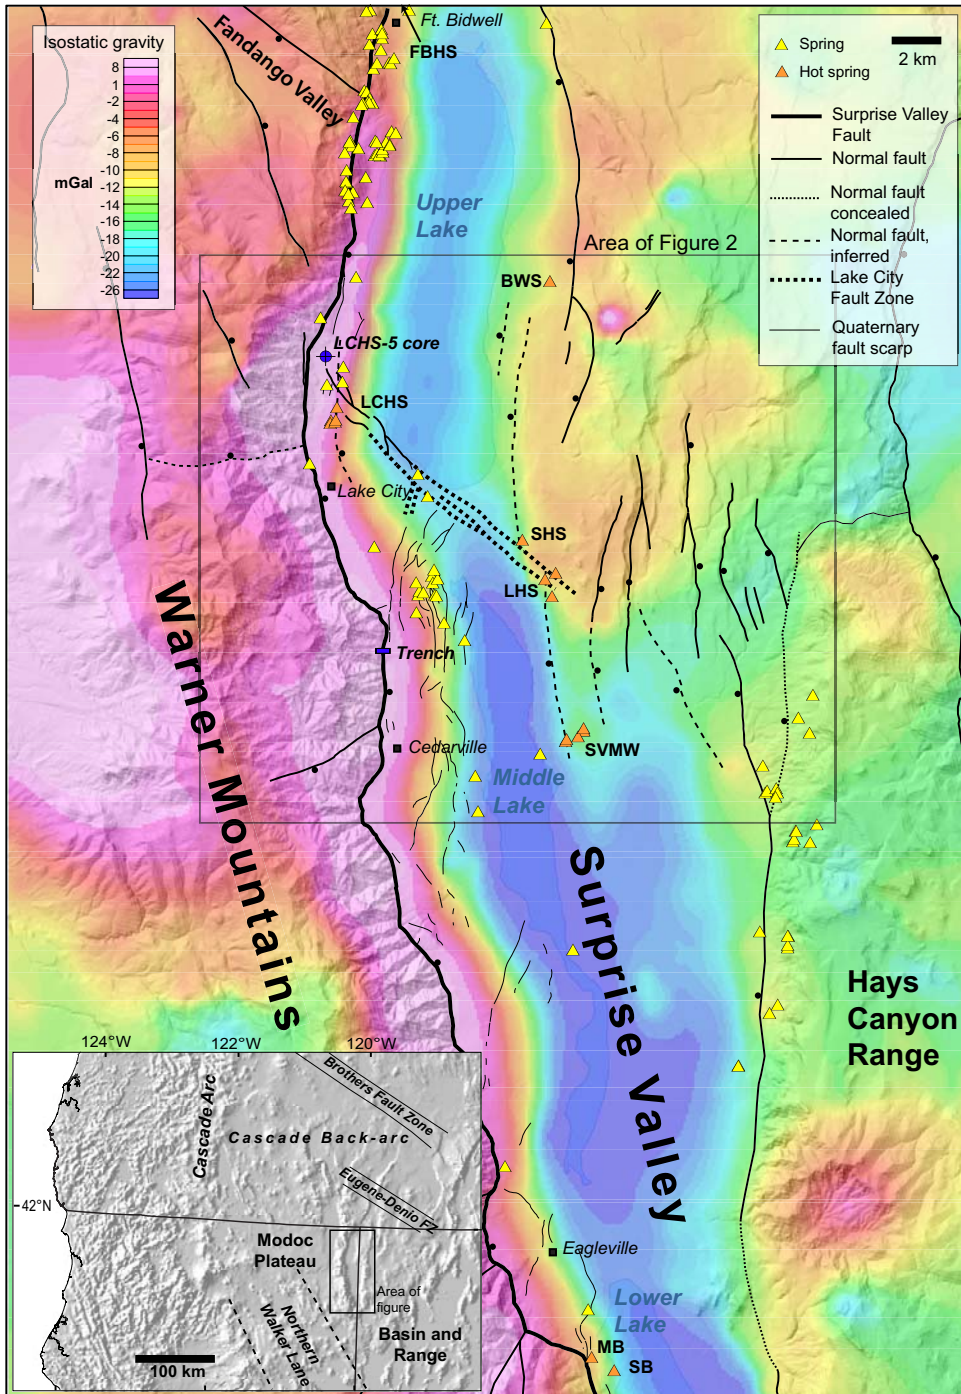 Isostatic gravity
8
1
-2
-4
-6
-8
-10
-12
-14
-16
-18
-20
-22
-26
mGal
Fandango Valley
Ft. Bidwell
FBHS
Spring
Hot spring
2 km
Surprise Valley
Fault
Normal fault
Normal fault
concealed
Normal fault,
inferred
Lake City
Fault Zone
Quaternary
fault scarp
Upper
Lake
Area of Figure 2
BWS
LCHS-5 core
LCHS
Lake City
SHS
LHS
Trench
Warner Mountains
Cedarville
SVMW
Middle
Lake
Surprise Valley
Hays
Canyon
Range
124°W
122°W
120°W
42°N
Cascade Arc
Brothers Fault Zone
Cascade Back-arc
Eugene-Denio FZ
Modoc
Plateau
Area of
figure
Northern
Walker Lane
Basin and
Range
100 km
Eagleville
Lower
Lake
MB
SB